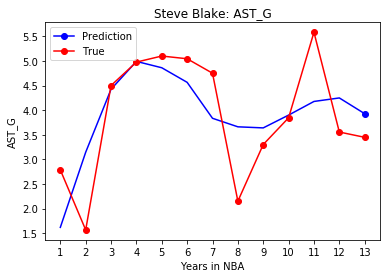 Steve Blake: AST_G
Prediction
True
5.5
5.0
4.5
4.0
3.5
3.0
2.5
2.0
1.5
AST_G
1 2 3 4 5 6 7 8 9 10 11 12 13
Years in NBA